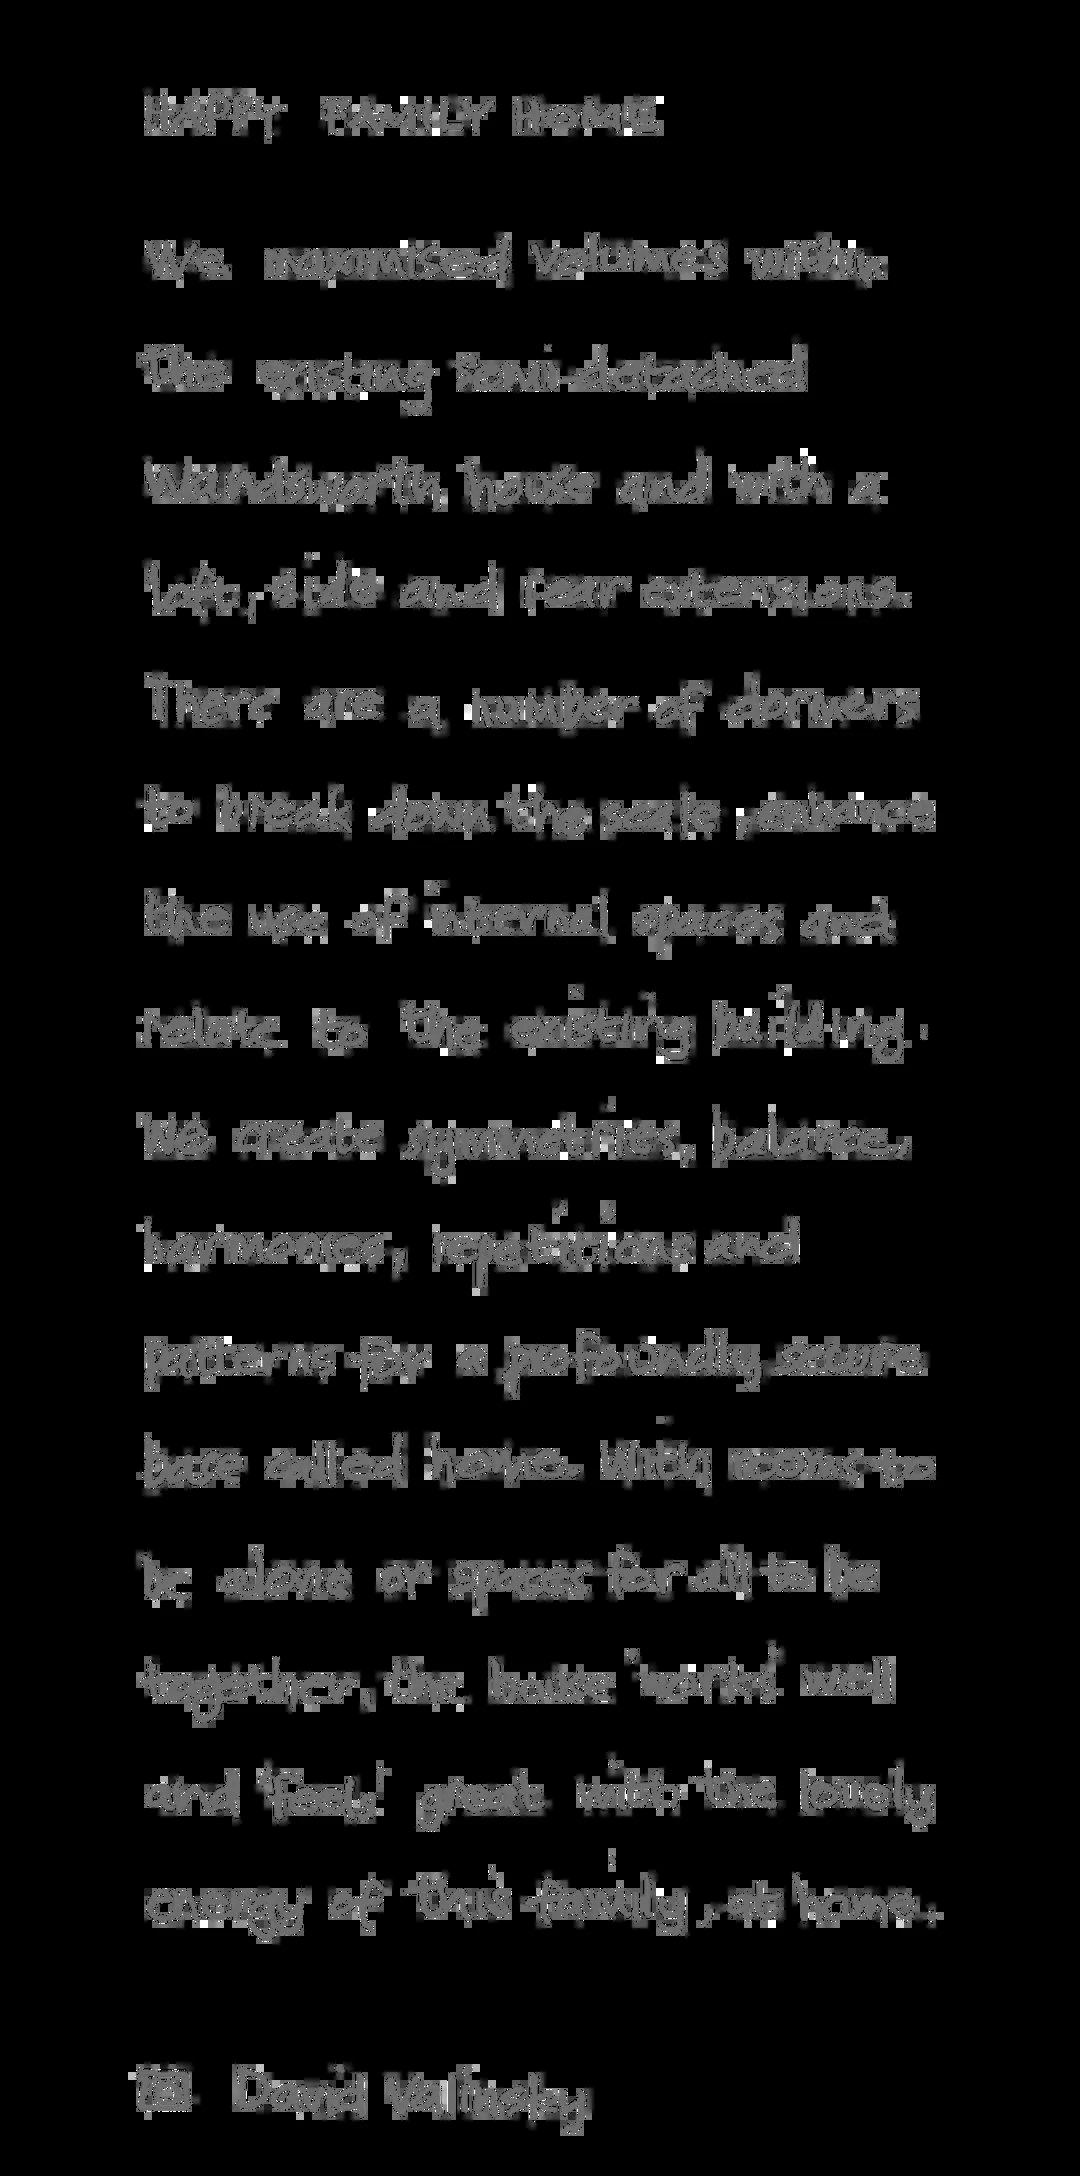 HAPPY FAMILY HOME
We maximised volumes within
the existing semi-detached
Wandsworth house and with a
loft, side and rear extensions.
There are a number of dormers
to break down the scale, enhance
the use of internal spaces and
relate to the existing building.
We create symmetries, balance,
harmonies, repetitions and
patterns for a profoundly secure
base called home. With rooms to
be alone or spaces for all to be
together, the house 'works' well
and 'feels' great with the lovely
energy of this family, at home.
David Valinsky